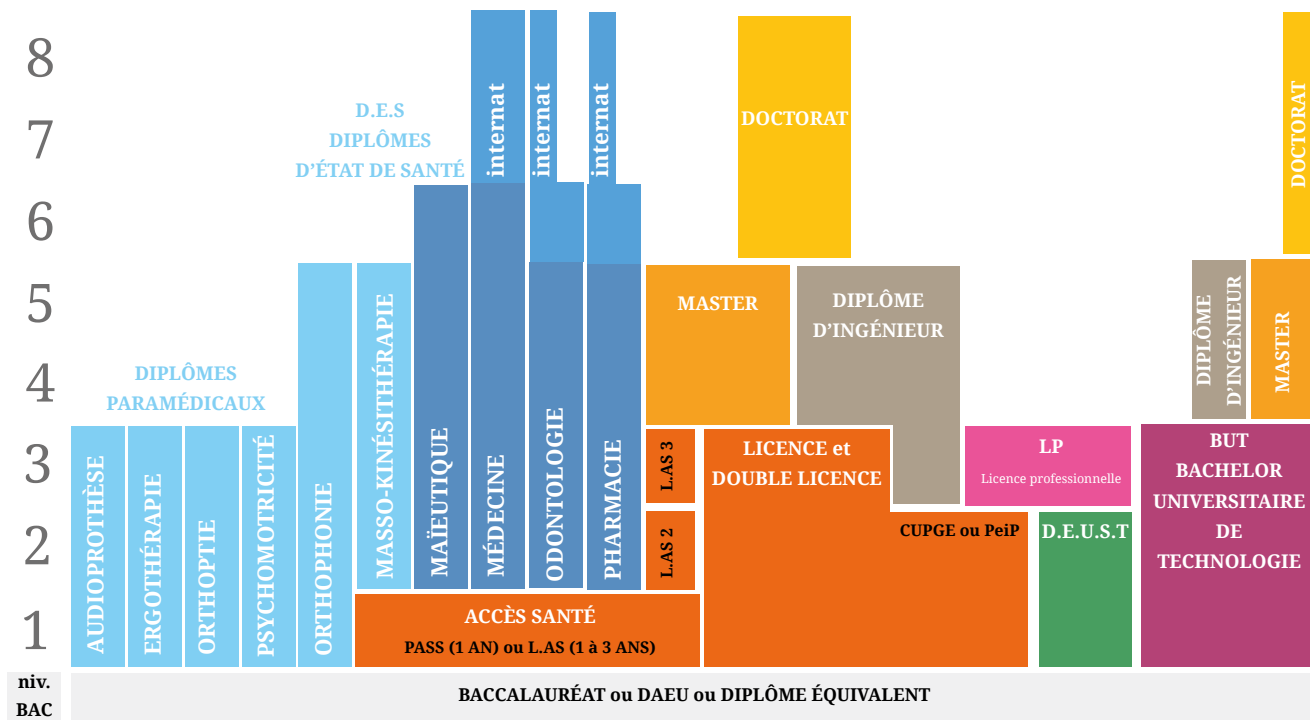 8
7
6
5
4
3
2
1
niv.
BAC
D.E.S
DIPLÔMES
D'ÉTAT DE SANTÉ
DIPLÔMES
PARAMÉDICAUX
AUDIOPROTHÈSE
ERGOTHÉRAPIE
ORTHOPTIE
PSYCHOMOTRICITÉ
ORTHOPHONIE
MASSO-KINÉSITHÉRAPIE
MAÏEUTIQUE
internat
MÉDECINE
internat
ODONTOLOGIE
internat
PHARMACIE
L.AS 3
L.AS 2
ACCÈS SANTÉ
PASS (1 AN) ou L.AS (1 à 3 ANS)
DOCTORAT
MASTER
DIPLÔME
D'INGÉNIEUR
LICENCE et
DOUBLE LICENCE
CUPGE ou PeiP
LP
Licence professionnelle
D.E.U.S.T
DOCTORAT
DIPLÔME
D'INGÉNIEUR
MASTER
BUT
BACHELOR
UNIVERSITAIRE
DE
TECHNOLOGIE
BACCALAURÉAT ou DAEU ou DIPLÔME ÉQUIVALENT